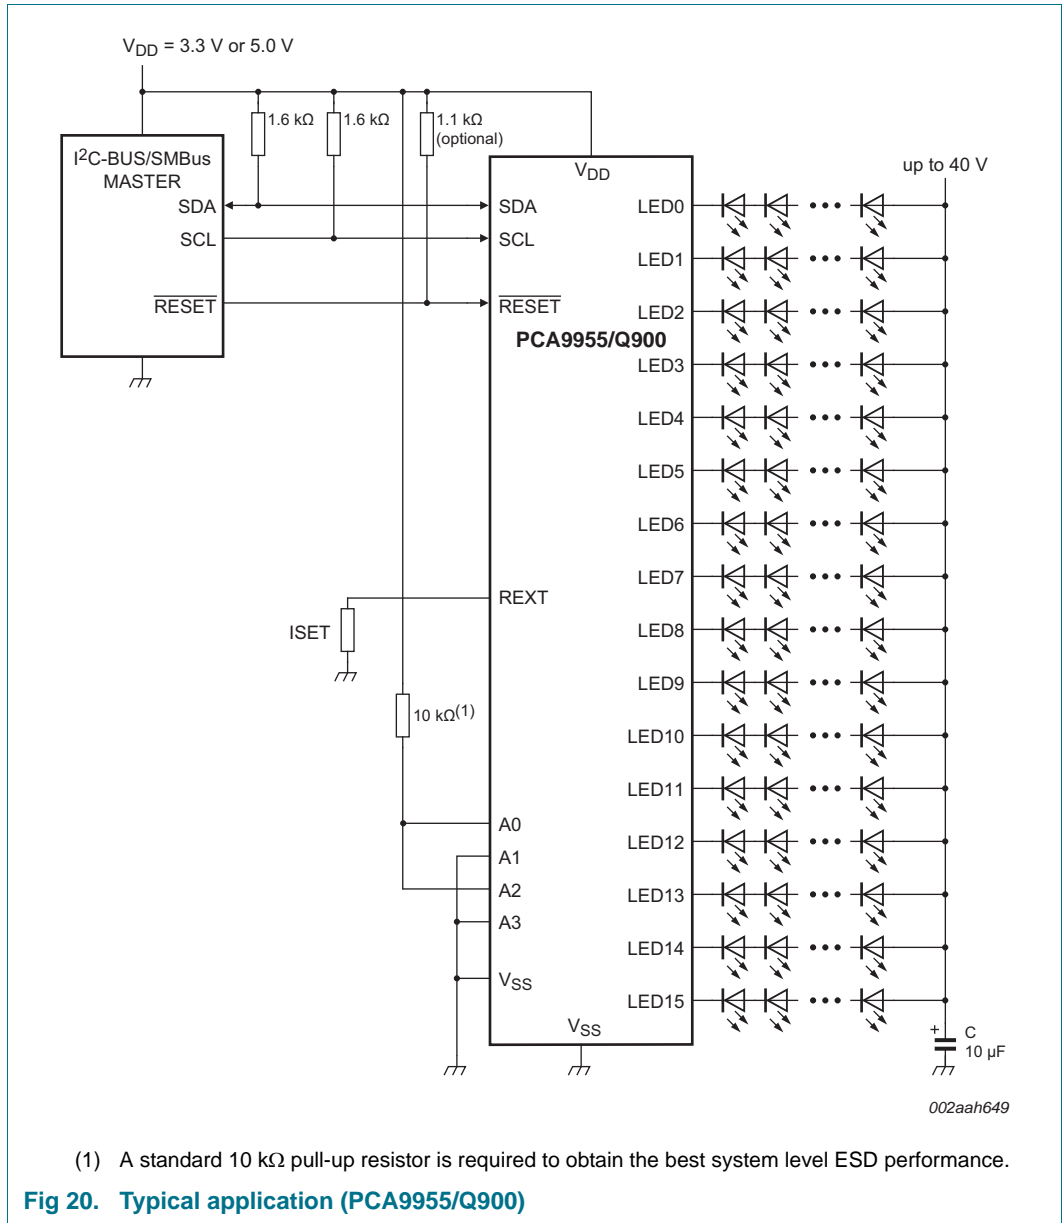 V_DD = 3.3 V or 5.0 V
1.6 kΩ
1.6 kΩ
1.1 kΩ
(optional)
I²C-BUS/SMBus
MASTER
SDA
SCL
RESET
V_DD
SDA
SCL
RESET
PCA9955/Q900
REXT
ISET
10 kΩ(1)
A0
A1
A2
A3
V_SS
V_SS
LED0
LED1
LED2
LED3
LED4
LED5
LED6
LED7
LED8
LED9
LED10
LED11
LED12
LED13
LED14
LED15
up to 40 V
+
C
10 µF
002aah649
(1) A standard 10 kΩ pull-up resistor is required to obtain the best system level ESD performance.
Fig 20. Typical application (PCA9955/Q900)